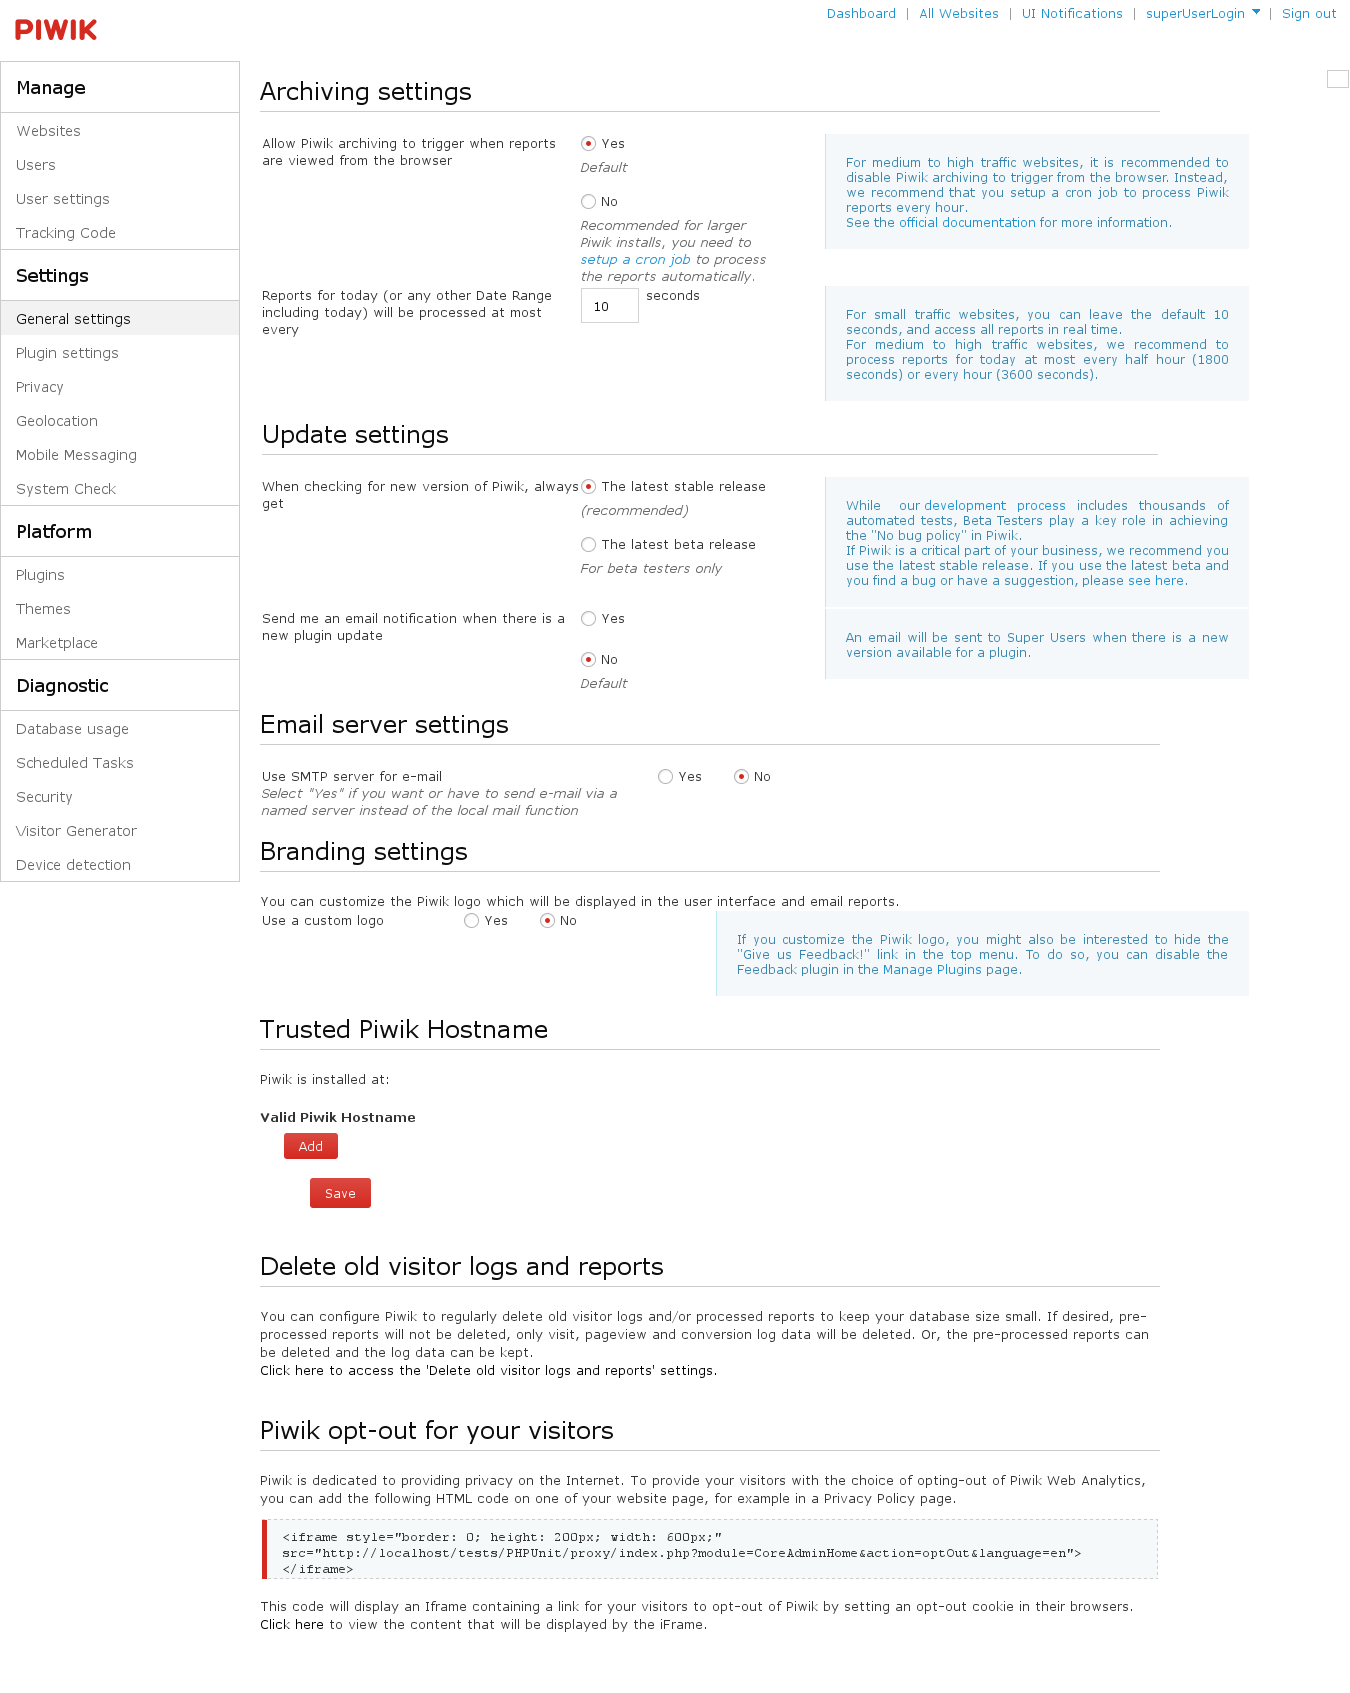 PIWIK
Dashboard | All Websites | UI Notifications | superUserLogin | Sign out
Manage
Websites
Users
User settings
Tracking Code
Settings
General settings
Plugin settings
Privacy
Geolocation
Mobile Messaging
System Check
Platform
Plugins
Themes
Marketplace
Diagnostic
Database usage
Scheduled Tasks
Security
Visitor Generator
Device detection
Archiving settings
Allow Piwik archiving to trigger when reports
are viewed from the browser
Yes
Default
No
Recommended for larger
Piwik installs, you need to
setup a cron job to process
the reports automatically.
For medium to high traffic websites, it is recommended to
disable Piwik archiving to trigger from the browser. Instead,
we recommend that you setup a cron job to process Piwik
reports every hour.
See the official documentation for more information.
Reports for today (or any other Date Range
including today) will be processed at most
every
10 seconds
For small traffic websites, you can leave the default 10
seconds, and access all reports in real time.
For medium to high traffic websites, we recommend to
process reports for today at most every half hour (1800
seconds) or every hour (3600 seconds).
Update settings
When checking for new version of Piwik, always
get
The latest stable release
(recommended)
The latest beta release
For beta testers only
While our development process includes thousands of
automated tests, Beta Testers play a key role in achieving
the "No bug policy" in Piwik.
If Piwik is a critical part of your business, we recommend you
use the latest stable release. If you use the latest beta and
you find a bug or have a suggestion, please see here.
Send me an email notification when there is a
new plugin update
Yes
No
Default
An email will be sent to Super Users when there is a new
version available for a plugin.
Email server settings
Use SMTP server for e-mail
Select "Yes" if you want or have to send e-mail via a
named server instead of the local mail function
Yes No
Branding settings
You can customize the Piwik logo which will be displayed in the user interface and email reports.
Use a custom logo Yes No
If you customize the Piwik logo, you might also be interested to hide the
"Give us Feedback!" link in the top menu. To do so, you can disable the
Feedback plugin in the Manage Plugins page.
Trusted Piwik Hostname
Piwik is installed at:
Valid Piwik Hostname
Add
Save
Delete old visitor logs and reports
You can configure Piwik to regularly delete old visitor logs and/or processed reports to keep your database size small. If desired, pre-
processed reports will not be deleted, only visit, pageview and conversion log data will be deleted. Or, the pre-processed reports can
be deleted and the log data can be kept.
Click here to access the 'Delete old visitor logs and reports' settings.
Piwik opt-out for your visitors
Piwik is dedicated to providing privacy on the Internet. To provide your visitors with the choice of opting-out of Piwik Web Analytics,
you can add the following HTML code on one of your website page, for example in a Privacy Policy page.
<iframe style="border: 0; height: 200px; width: 600px;"
src="http://localhost/tests/PHPUnit/proxy/index.php?module=CoreAdminHome&action=optOut&language=en">
</iframe>
This code will display an Iframe containing a link for your visitors to opt-out of Piwik by setting an opt-out cookie in their browsers.
Click here to view the content that will be displayed by the iFrame.